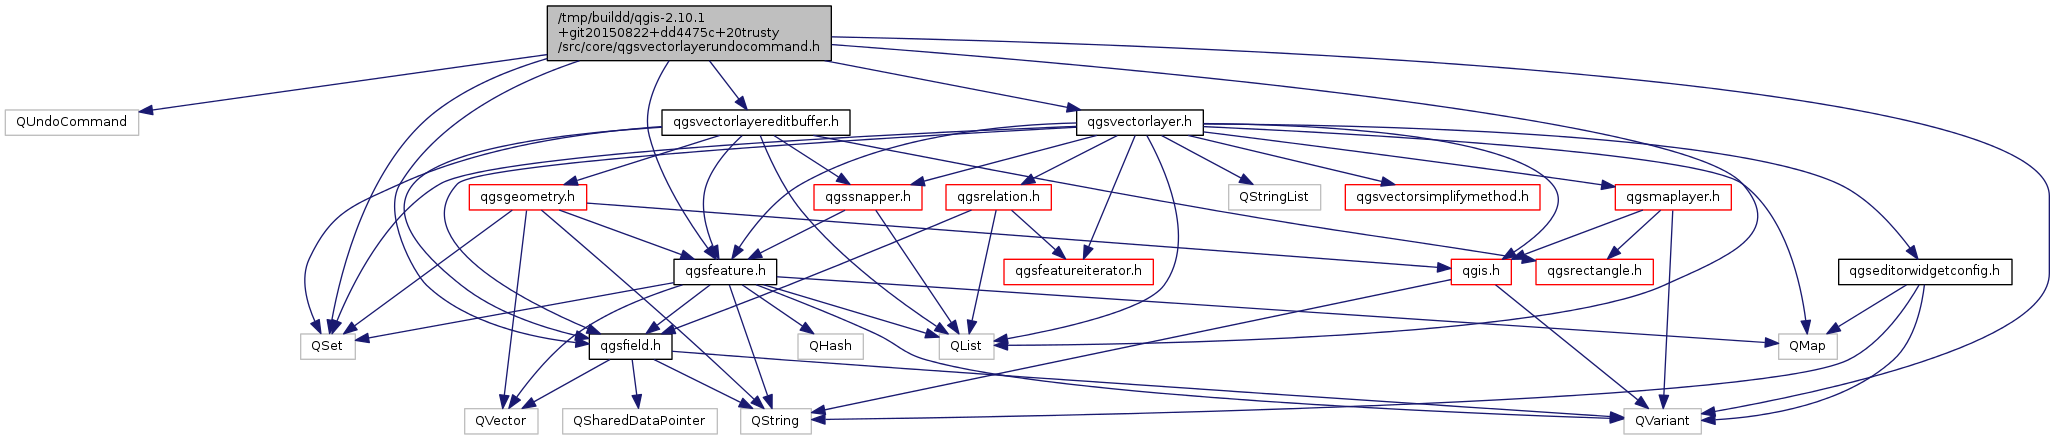 /tmp/buildd/qgis-2.10.1
+git20150822+dd4475c+20trusty
/src/core/qgsvectorlayerundocommand.h
QUndoCommand
qgsvectorlayereditbuffer.h
qgsvectorlayer.h
qgsgeometry.h
qgssnapper.h
qgsrelation.h
QStringList
qgsvectorsimplifymethod.h
qgsmaplayer.h
qgsfeature.h
qgsfeatureiterator.h
qgis.h
qgsrectangle.h
qgseditorwidgetconfig.h
QSet
qgsfield.h
QHash
QList
QMap
QVector
QSharedDataPointer
QString
QVariant